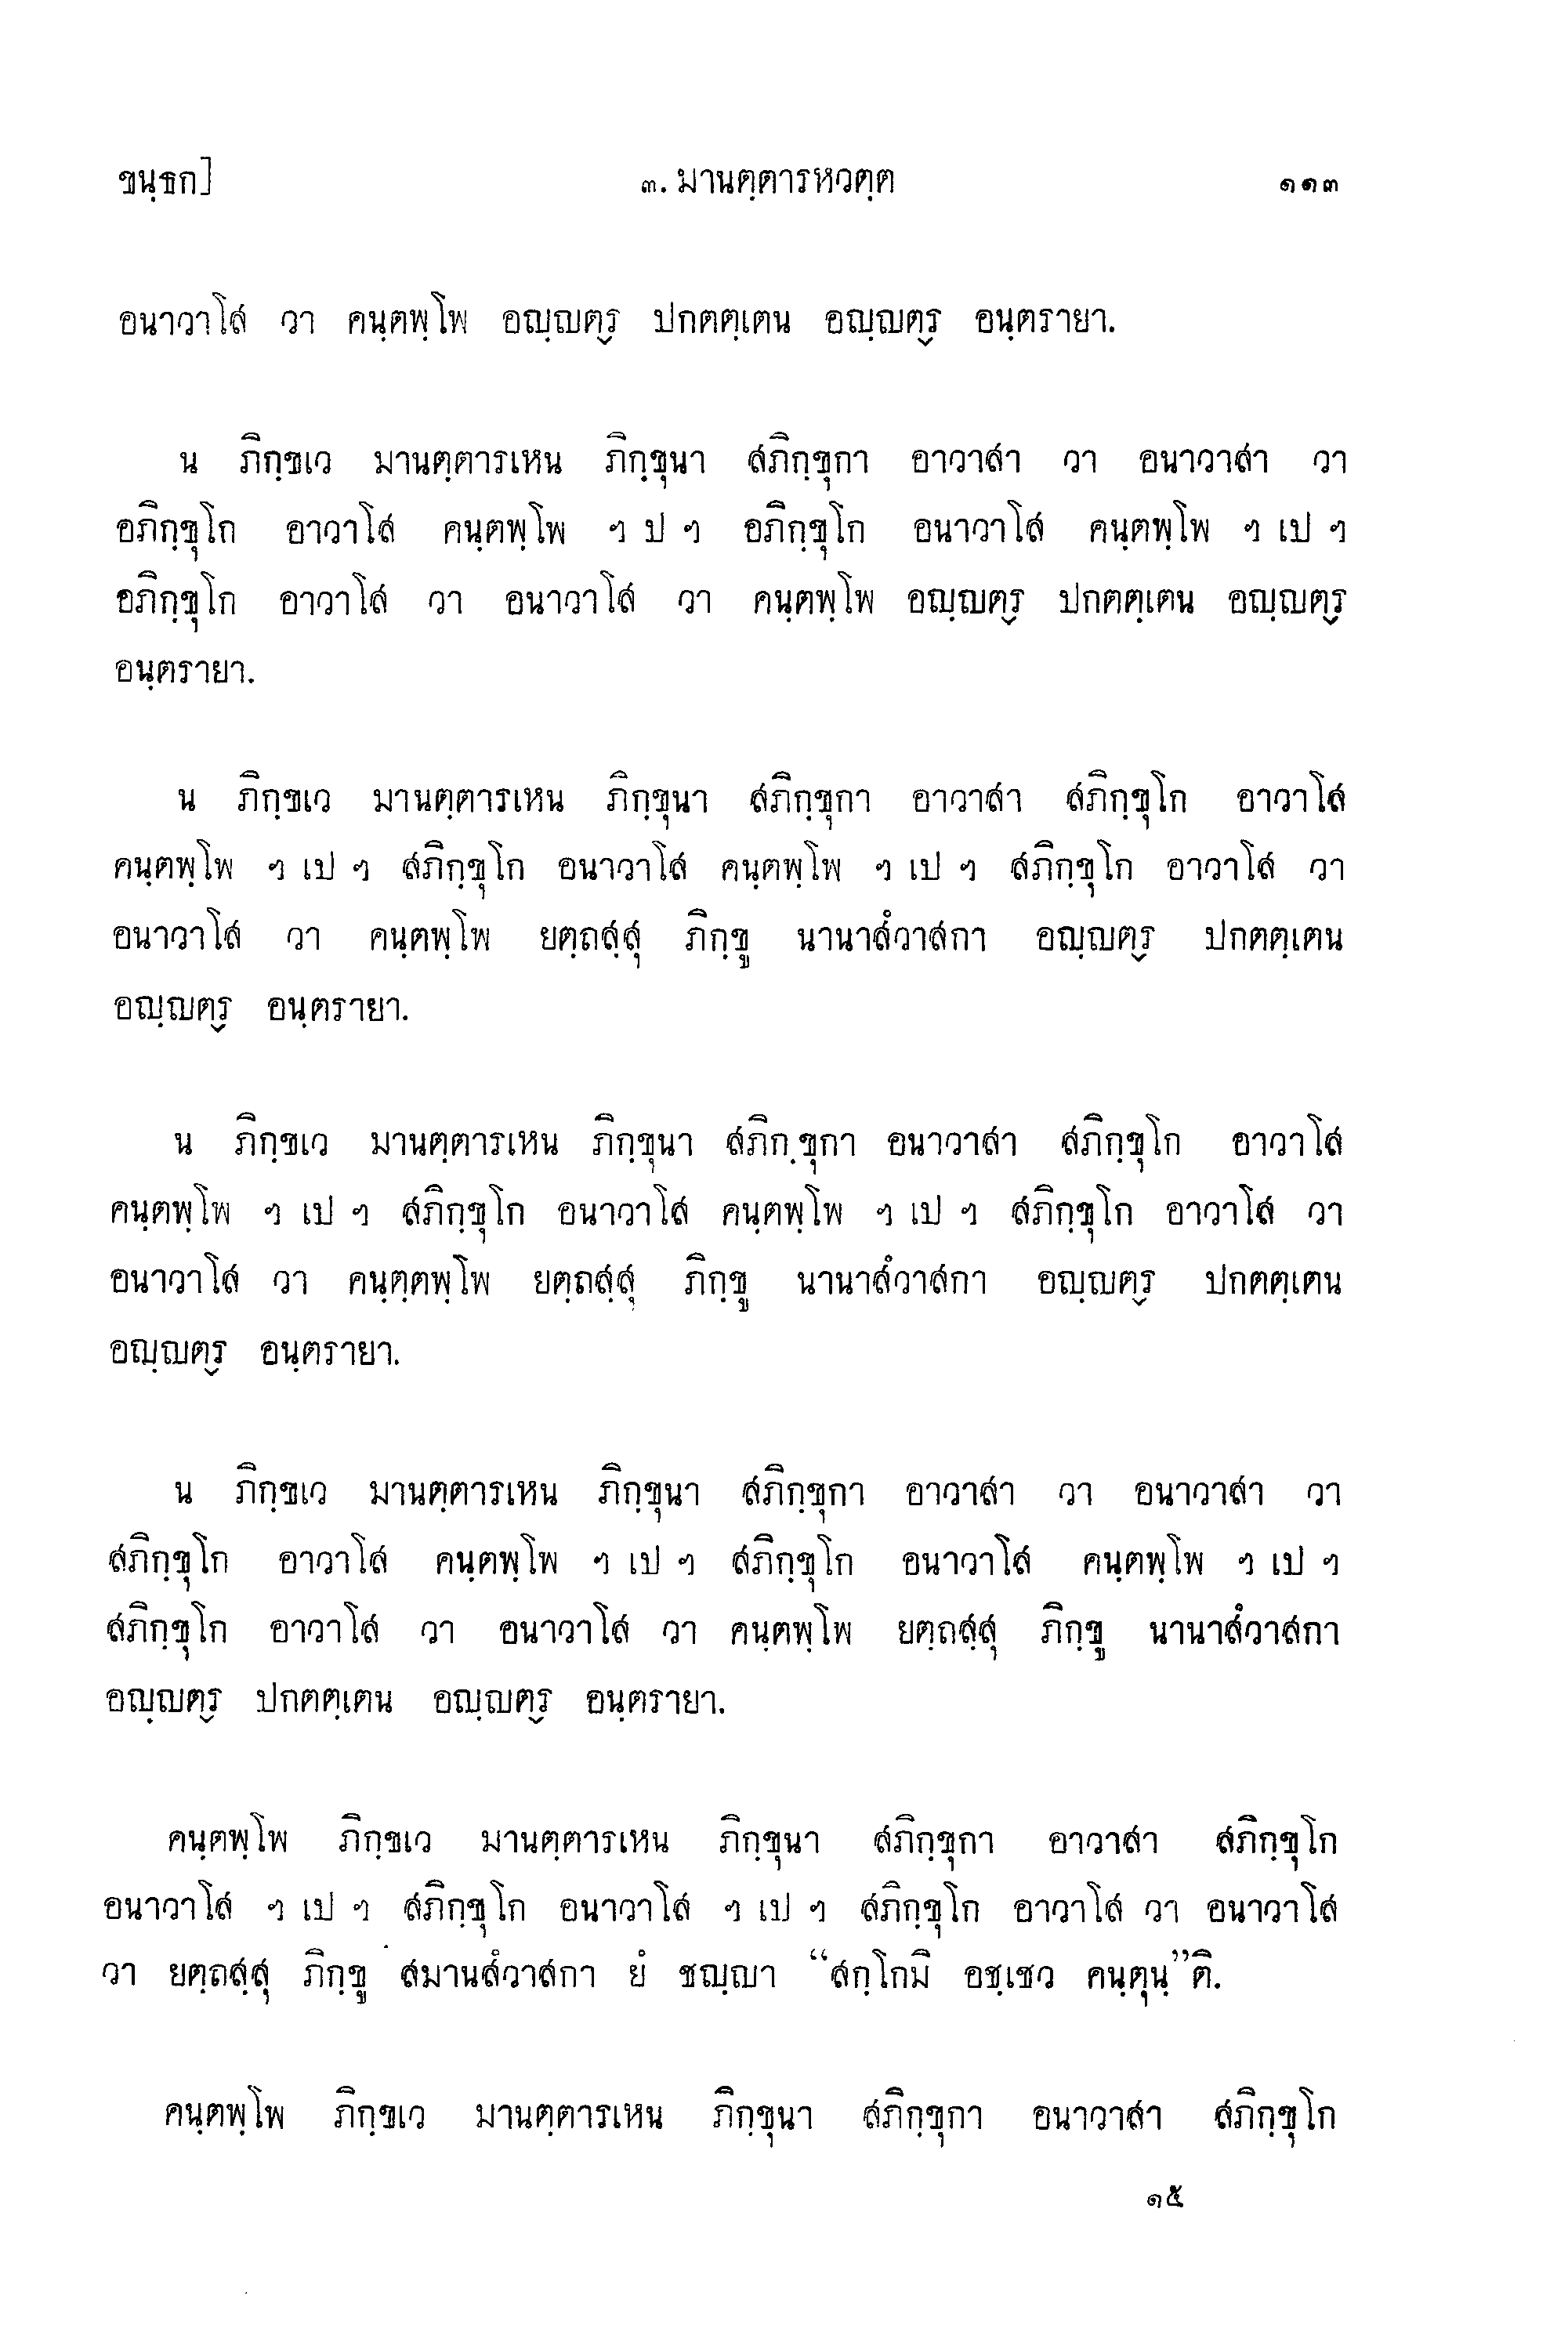 ขนฺธก]
๓. มานตฺตารหวตฺต
๑๑๓
อนาวาโส วา คนฺตพฺโพ อญฺญตฺร ปกตตฺเตน อญฺญตฺร อนฺตรายา.
น ภิกฺขเว มานตฺตารเหน ภิกฺขุนา สภิกฺขุกา อาวาสา วา อนาวาสา วา
อภิกฺขุโก อาวาโส คนฺตพฺโพ ฯ ป ฯ อภิกฺขุโก อนาวาโส คนฺตพฺโพ ฯ เป ฯ
อภิกฺขุโก อาวาโส วา อนาวาโส วา คนฺตพฺโพ อญฺญตฺร ปกตตฺเตน อญฺญตฺร
อนฺตรายา.
น ภิกฺขเว มานตฺตารเหน ภิกฺขุนา สภิกฺขุกา อาวาสา สภิกฺขุโก อาวาโส
คนฺตพฺโพ ฯ เป ฯ สภิกฺขุโก อนาวาโส คนฺตพฺโพ ฯ เป ฯ สภิกฺขุโก อาวาโส วา
อนาวาโส วา คนฺตพฺโพ ยตฺถสฺสุ ภิกฺขู นานาสํวาสกา อญฺญตฺร ปกตตฺเตน
อญฺญตฺร อนฺตรายา.
น ภิกฺขเว มานตฺตารเหน ภิกฺขุนา สภิกฺขุกา อนาวาสา สภิกฺขุโก อาวาโส
คนฺตพฺโพ ฯ เป ฯ สภิกฺขุโก อนาวาโส คนฺตพฺโพ ฯ เป ฯ สภิกฺขุโก อาวาโส วา
อนาวาโส วา คนฺตฺตพฺโพ ยตฺถสฺสุ ภิกฺขู นานาสํวาสกา อญฺญตฺร ปกตตฺเตน
อญฺญตฺร อนฺตรายา.
น ภิกฺขเว มานตฺตารเหน ภิกฺขุนา สภิกฺขุกา อาวาสา วา อนาวาสา วา
สภิกฺขุโก อาวาโส คนฺตพฺโพ ฯ เป ฯ สภิกฺขุโก อนาวาโส คนฺตพฺโพ ฯ เป ฯ
สภิกฺขุโก อาวาโส วา อนาวาโส วา คนฺตพฺโพ ยตฺถสฺสุ ภิกฺขู นานาสํวาสกา
อญฺญตฺร ปกตตฺเตน อญฺญตฺร อนฺตรายา.
คนฺตพฺโพ ภิกฺขเว มานตฺตารเหน ภิกฺขุนา สภิกฺขุกา อาวาสา สภิกฺขุโก
อนาวาโส ฯ เป ฯ สภิกฺขุโก อนาวาโส ฯ เป ฯ สภิกฺขุโก อาวาโส วา อนาวาโส
วา ยตฺถสฺสุ ภิกฺขู สมานสํวาสกา ยํ ชญฺญา “สกฺโกมิ อชฺเชว คนฺตุนฺ”ติ.
คนฺตพฺโพ ภิกฺขเว มานตฺตารเหน ภิกฺขุนา สภิกฺขุกา อนาวาสา สภิกฺขุโก
๑๕